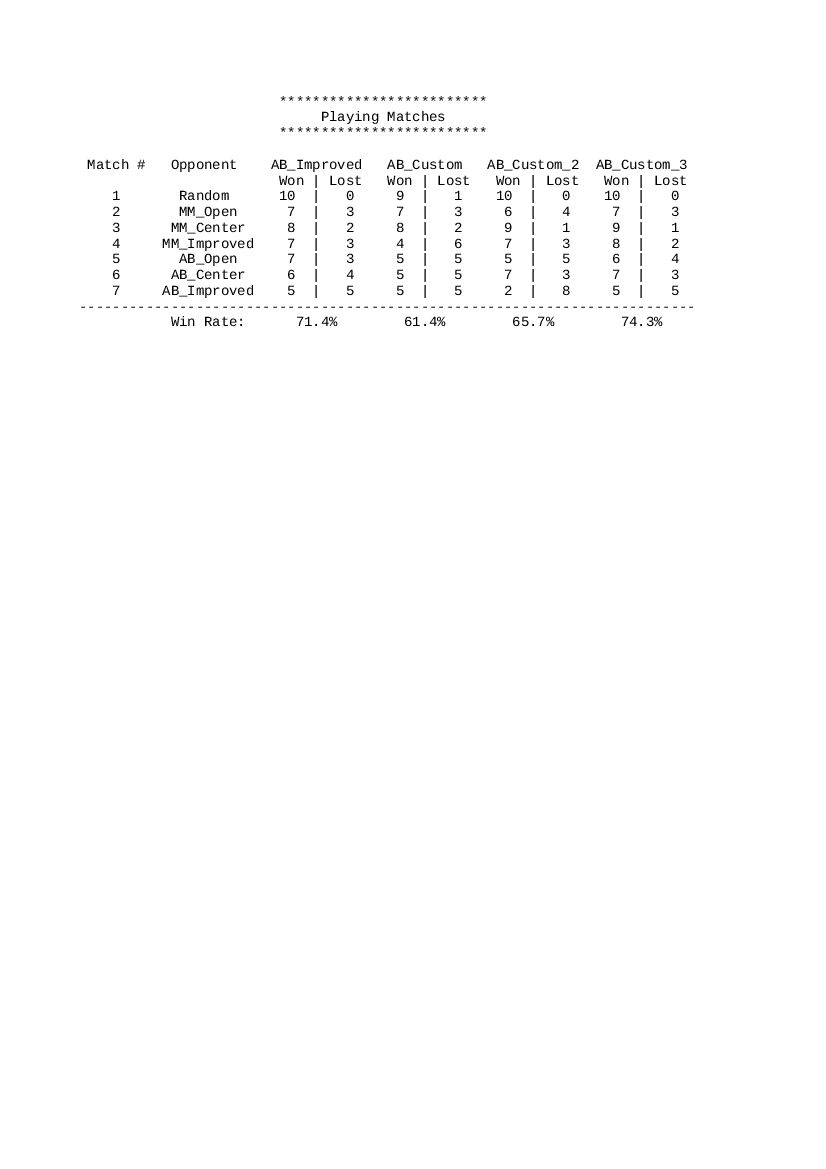 *************************
Playing Matches
*************************
Match # Opponent AB_Improved AB_Custom AB_Custom_2 AB_Custom_3
Won | Lost Won | Lost Won | Lost Won | Lost
1 Random 10 | 0 9 | 1 10 | 0 10 | 0
2 MM_Open 7 | 3 7 | 3 6 | 4 7 | 3
3 MM_Center 8 | 2 8 | 2 9 | 1 9 | 1
4 MM_Improved 7 | 3 4 | 6 7 | 3 8 | 2
5 AB_Open 7 | 3 5 | 5 5 | 5 6 | 4
6 AB_Center 6 | 4 5 | 5 7 | 3 7 | 3
7 AB_Improved 5 | 5 5 | 5 2 | 8 5 | 5
--------------------------------------------------------------------------
Win Rate: 71.4% 61.4% 65.7% 74.3%